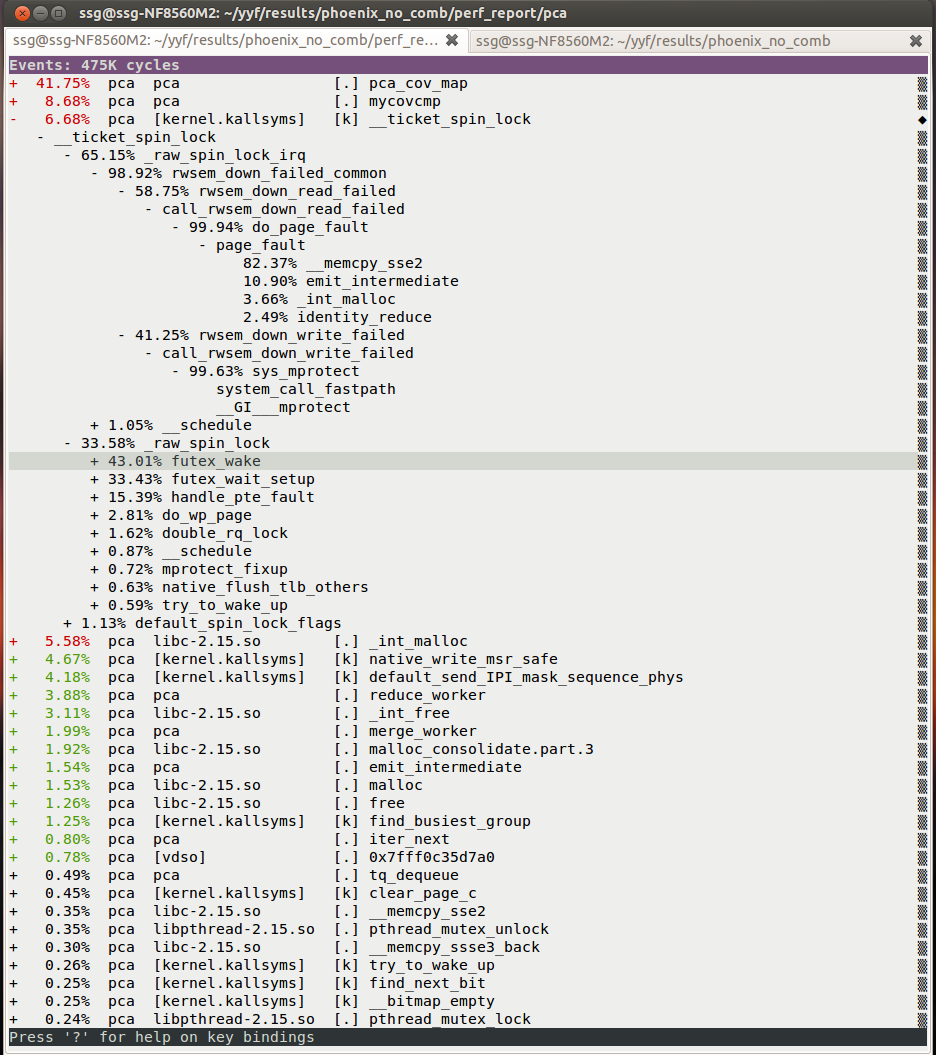 ssg@ssg-NF8560M2: ~/yyf/results/phoenix_no_comb/perf_report/pca
ssg@ssg-NF8560M2: ~/yyf/results/phoenix_no_comb/perf_re... ssg@ssg-NF8560M2: ~/yyf/results/phoenix_no_comb
Events: 475K cycles
+  41.75%  pca  pca                 [.] pca_cov_map
+   8.68%  pca  pca                 [.] mycovcmp
-   6.68%  pca  [kernel.kallsyms]   [k] __ticket_spin_lock
   - __ticket_spin_lock
      - 65.15% _raw_spin_lock_irq
         - 98.92% rwsem_down_failed_common
            - 58.75% rwsem_down_read_failed
               - call_rwsem_down_read_failed
                  - 99.94% do_page_fault
                     - page_fault
                          82.37% __memcpy_sse2
                          10.90% emit_intermediate
                          3.66% _int_malloc
                          2.49% identity_reduce
            - 41.25% rwsem_down_write_failed
               - call_rwsem_down_write_failed
                  - 99.63% sys_mprotect
                       system_call_fastpath
                       __GI___mprotect
         + 1.05% __schedule
      - 33.58% _raw_spin_lock
         + 43.01% futex_wake
         + 33.43% futex_wait_setup
         + 15.39% handle_pte_fault
         + 2.81% do_wp_page
         + 1.62% double_rq_lock
         + 0.87% __schedule
         + 0.72% mprotect_fixup
         + 0.63% native_flush_tlb_others
         + 0.59% try_to_wake_up
      + 1.13% default_spin_lock_flags
+   5.58%  pca  libc-2.15.so        [.] _int_malloc
+   4.67%  pca  [kernel.kallsyms]   [k] native_write_msr_safe
+   4.18%  pca  [kernel.kallsyms]   [k] default_send_IPI_mask_sequence_phys
+   3.88%  pca  pca                 [.] reduce_worker
+   3.11%  pca  libc-2.15.so        [.] _int_free
+   1.99%  pca  pca                 [.] merge_worker
+   1.92%  pca  libc-2.15.so        [.] malloc_consolidate.part.3
+   1.54%  pca  pca                 [.] emit_intermediate
+   1.53%  pca  libc-2.15.so        [.] malloc
+   1.26%  pca  libc-2.15.so        [.] free
+   1.25%  pca  [kernel.kallsyms]   [k] find_busiest_group
+   0.80%  pca  pca                 [.] iter_next
+   0.78%  pca  [vdso]              [.] 0x7fff0c35d7a0
+   0.49%  pca  pca                 [.] tq_dequeue
+   0.45%  pca  [kernel.kallsyms]   [k] clear_page_c
+   0.35%  pca  libc-2.15.so        [.] __memcpy_sse2
+   0.35%  pca  libpthread-2.15.so  [.] pthread_mutex_unlock
+   0.30%  pca  libc-2.15.so        [.] __memcpy_ssse3_back
+   0.26%  pca  [kernel.kallsyms]   [k] try_to_wake_up
+   0.25%  pca  [kernel.kallsyms]   [k] find_next_bit
+   0.25%  pca  [kernel.kallsyms]   [k] __bitmap_empty
+   0.24%  pca  libpthread-2.15.so  [.] pthread_mutex_lock
Press '?' for help on key bindings